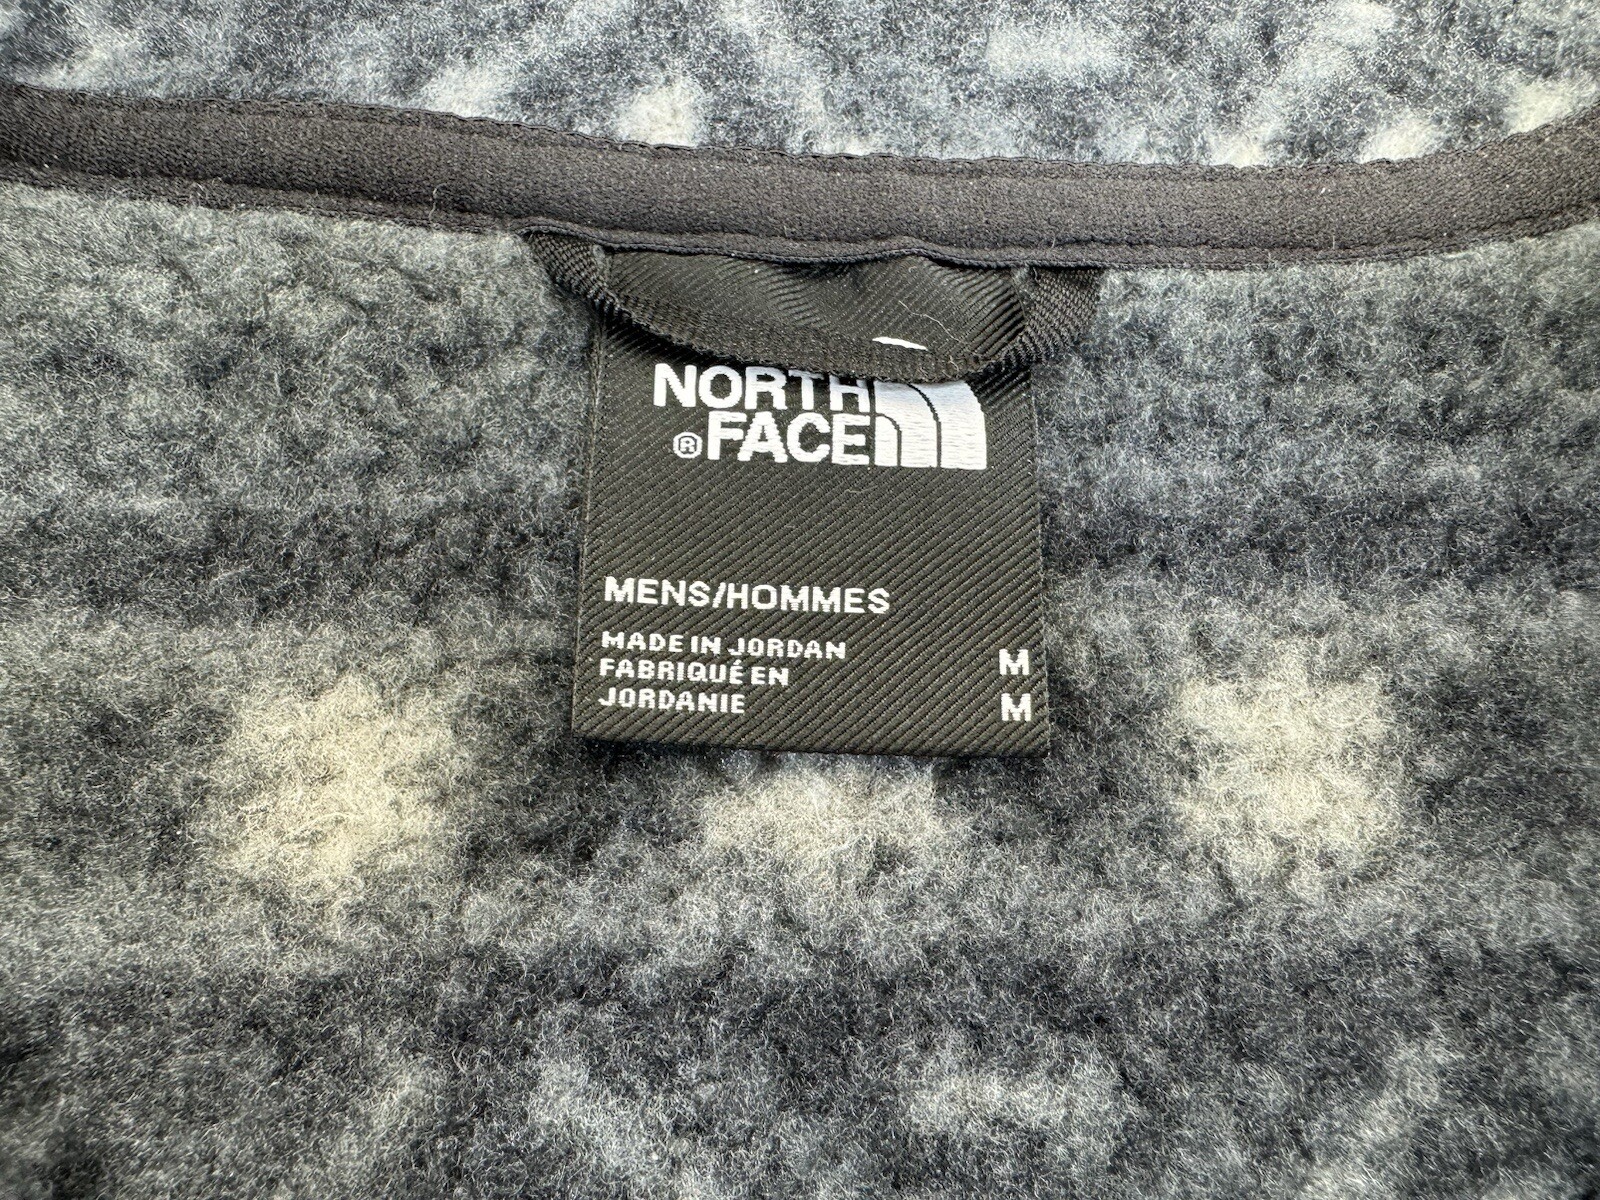 NORTH
® FACE
MENS/HOMMES
MADE IN JORDAN M
FABRIQUÉ EN
JORDANIE M